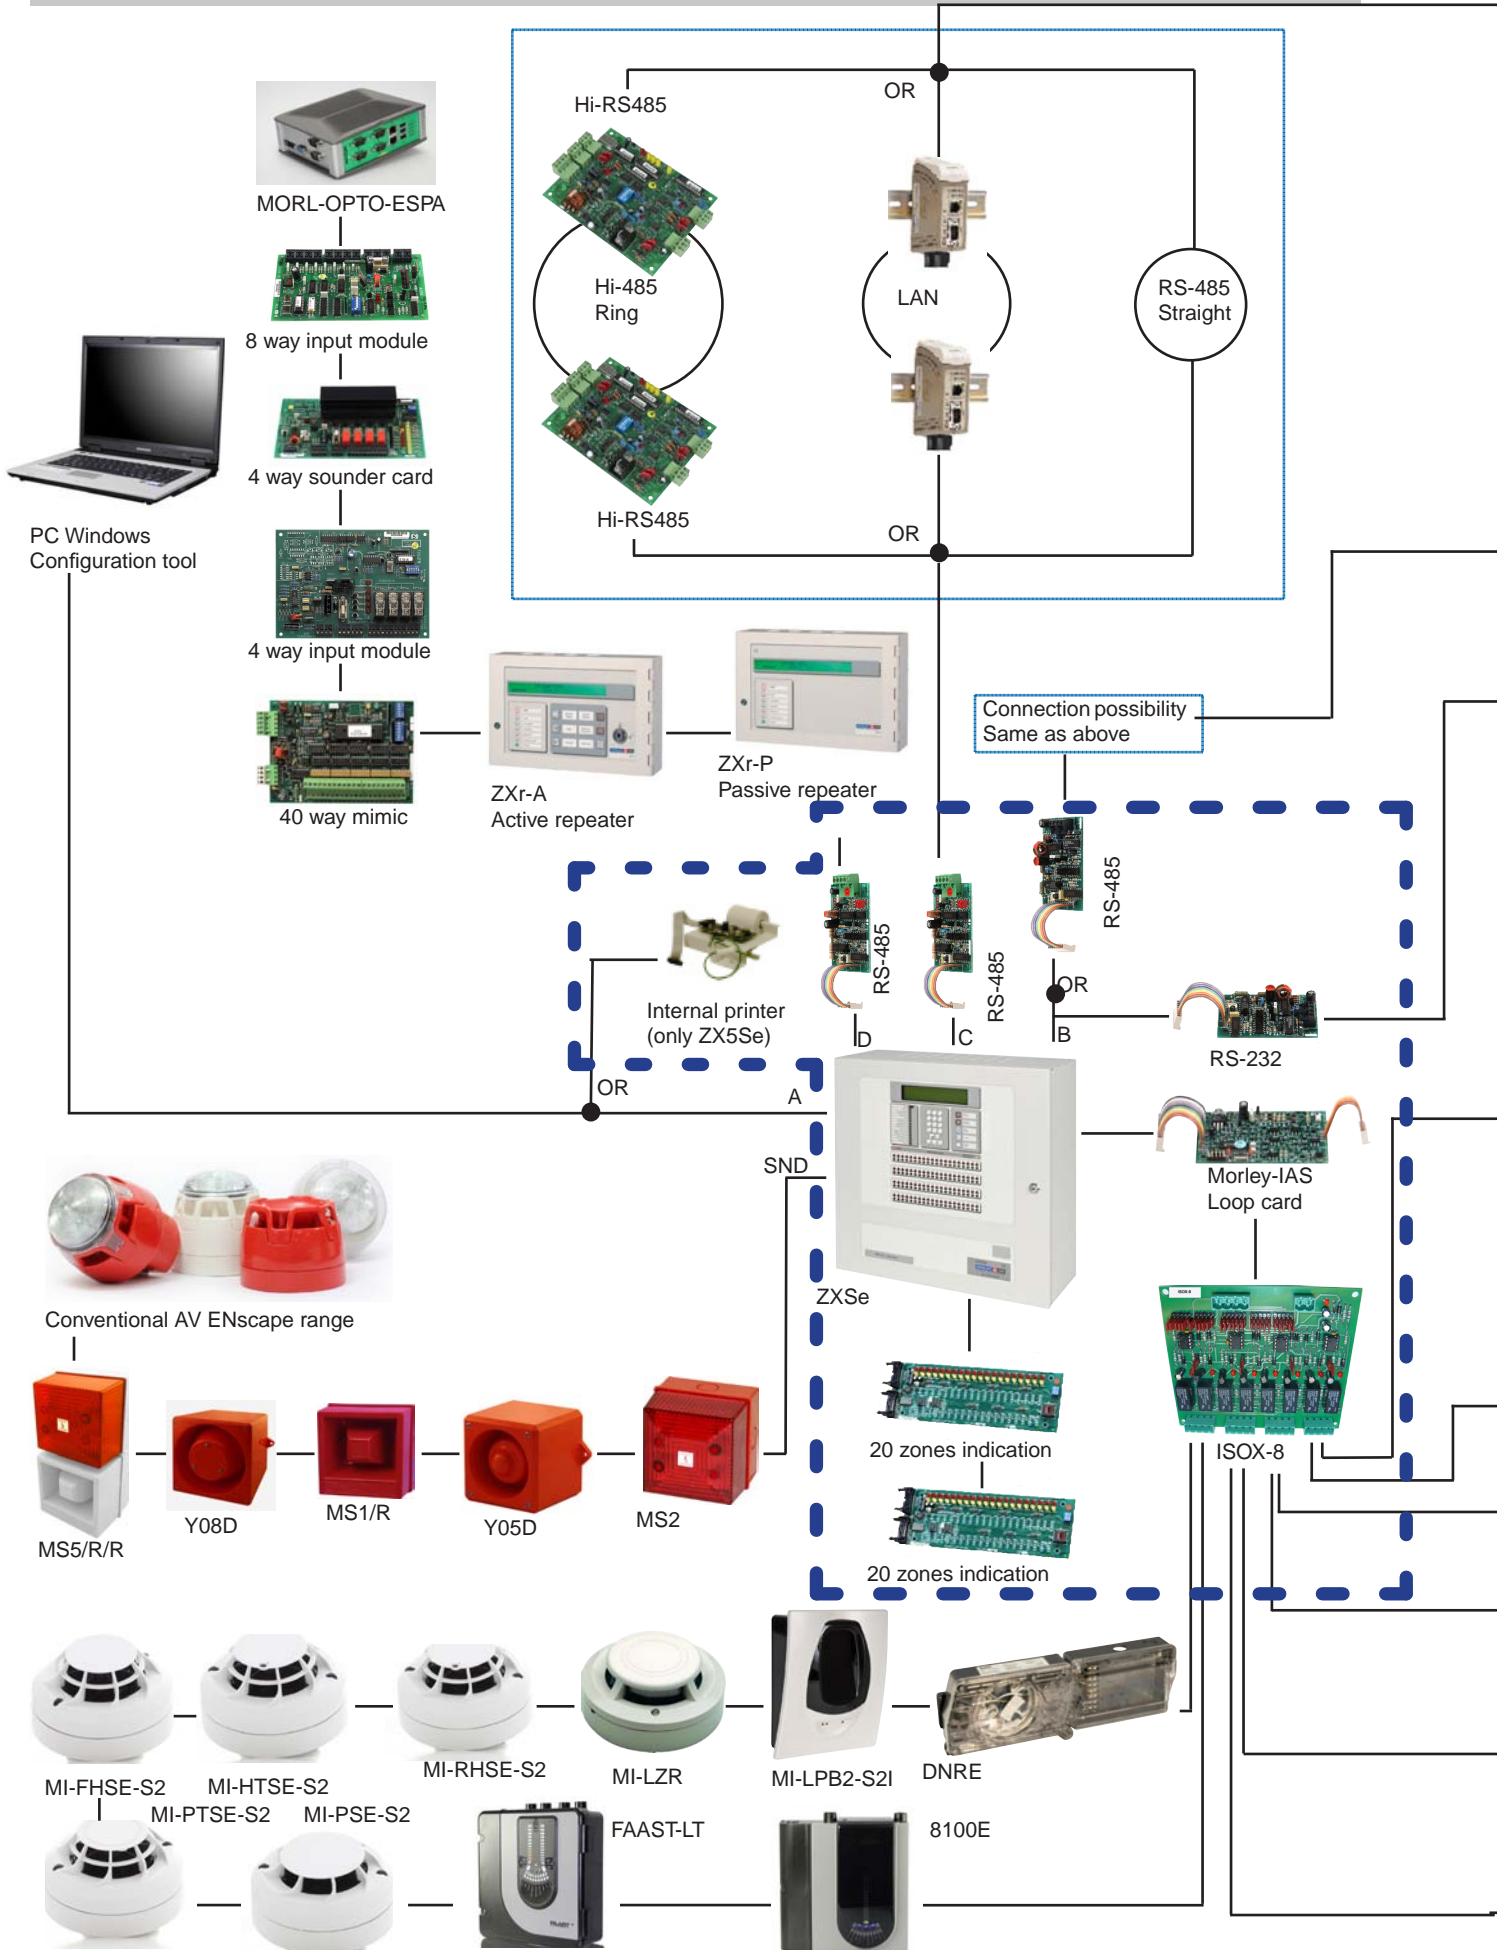 OR
Hi-RS485
MORL-OPTO-ESPA
Hi-485
Ring
LAN
RS-485
Straight
8 way input module
4 way sounder card
Hi-RS485
OR
PC Windows
Configuration tool
4 way input module
Connection possibility
Same as above
ZXr-P
Passive repeater
ZXr-A
Active repeater
40 way mimic
RS-485
RS-485
RS-485
Internal printer
(only ZX5Se)
OR
D
C
B
RS-232
OR
A
SND
Morley-IAS
Loop card
ZXSe
Conventional AV ENscape range
ISOX-8
20 zones indication
MS5/R/R
Y08D
MS1/R
Y05D
MS2
20 zones indication
MI-FHSE-S2
MI-HTSE-S2
MI-RHSE-S2
MI-LZR
MI-LPB2-S2I
DNRE
MI-PTSE-S2
MI-PSE-S2
FAAST-LT
8100E